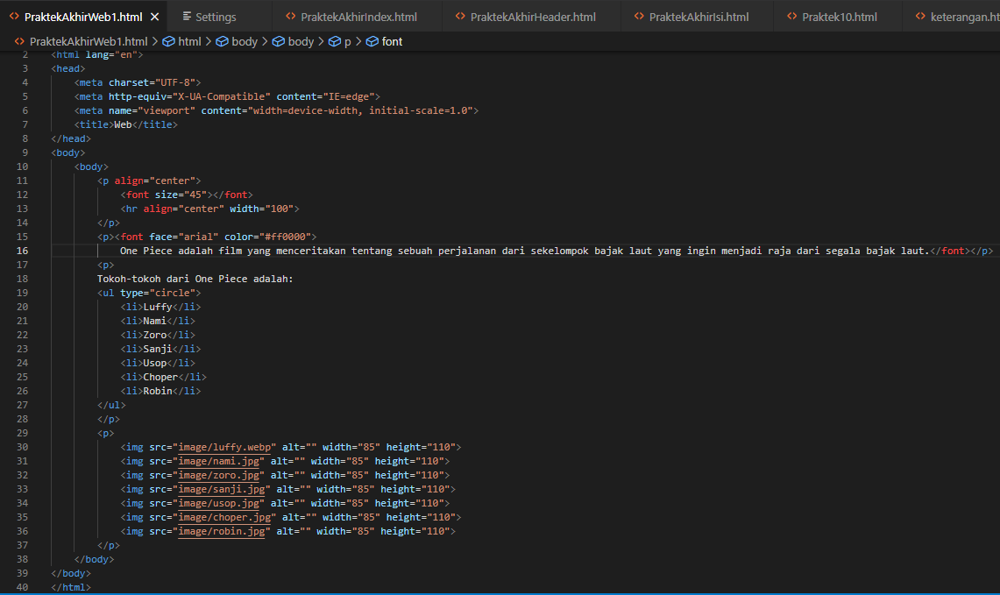 PraktekAkhirWeb1.html Settings PraktekAkhirIndex.html PraktekAkhirHeader.html PraktekAkhirIsi.html Praktek10.html keterangan.ht
PraktekAkhirWeb1.html > html > body > body > p > font
2 <html lang="en">
3 <head>
4 <meta charset="UTF-8">
5 <meta http-equiv="X-UA-Compatible" content="IE=edge">
6 <meta name="viewport" content="width=device-width, initial-scale=1.0">
7 <title>Web</title>
8 </head>
9 <body>
10 <body>
11 <p align="center">
12 <font size="45"></font>
13 <hr align="center" width="100">
14 </p>
15 <p><font face="arial" color="#ff0000">
16 One Piece adalah film yang menceritakan tentang sebuah perjalanan dari sekelompok bajak laut yang ingin menjadi raja dari segala bajak laut.</font></p>
17 <p>
18 Tokoh-tokoh dari One Piece adalah:
19 <ul type="circle">
20 <li>Luffy</li>
21 <li>Nami</li>
22 <li>Zoro</li>
23 <li>Sanji</li>
24 <li>Usop</li>
25 <li>Choper</li>
26 <li>Robin</li>
27 </ul>
28 </p>
29 <p>
30 <img src="image/luffy.webp" alt="" width="85" height="110">
31 <img src="image/nami.jpg" alt="" width="85" height="110">
32 <img src="image/zoro.jpg" alt="" width="85" height="110">
33 <img src="image/sanji.jpg" alt="" width="85" height="110">
34 <img src="image/usop.jpg" alt="" width="85" height="110">
35 <img src="image/choper.jpg" alt="" width="85" height="110">
36 <img src="image/robin.jpg" alt="" width="85" height="110">
37 </p>
38 </body>
39 </body>
40 </html>